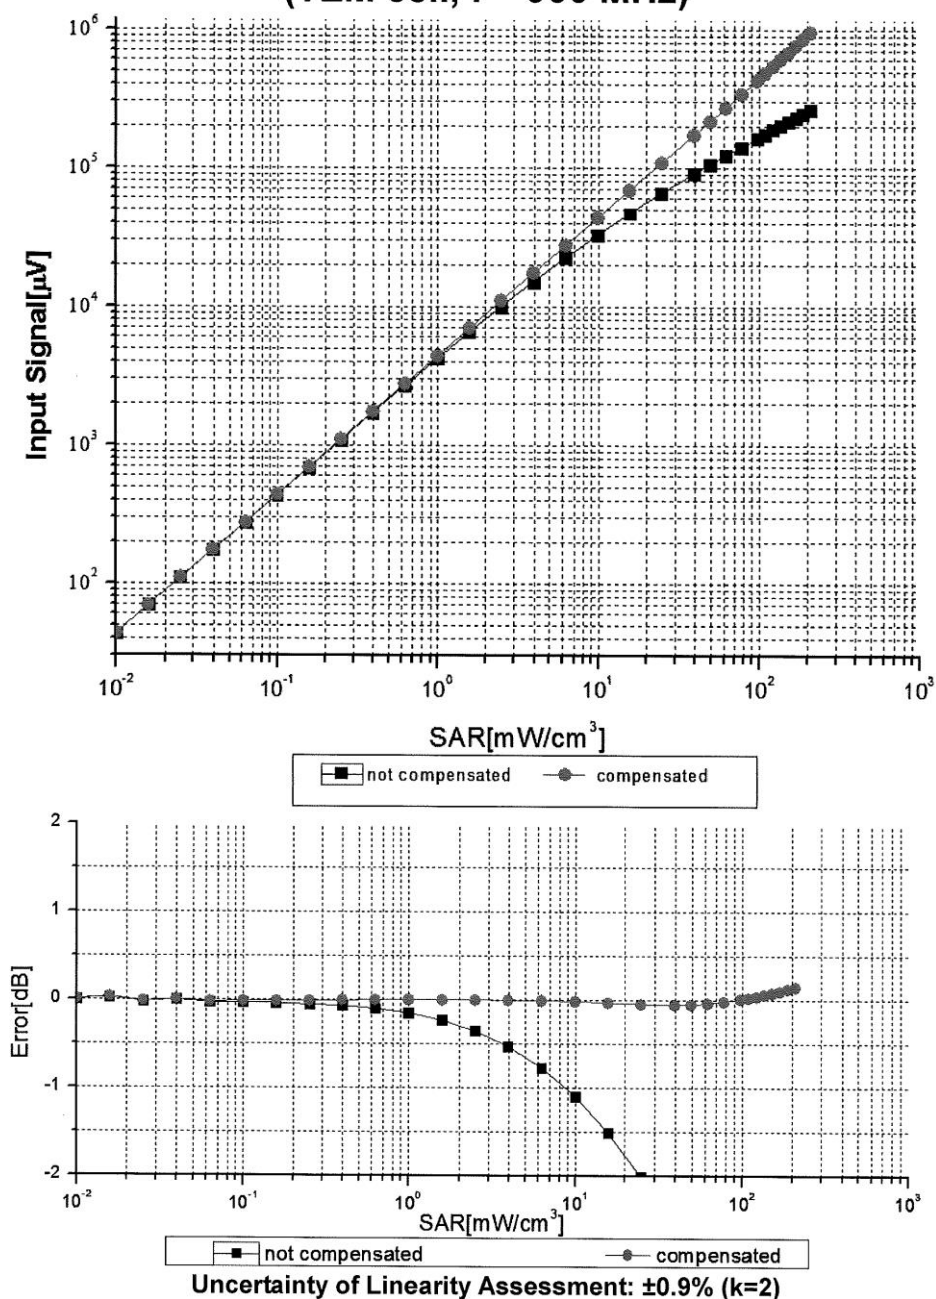 10^6
10^5
10^4
10^3
10^2
Input Signal[µV]
10^-2 10^-1 10^0 10^1 10^2 10^3
SAR[mW/cm^3]
not compensated compensated
2
1
0
-1
-2
Error[dB]
10^-2 10^-1 10^0 10^1 10^2 10^3
SAR[mW/cm^3]
not compensated compensated
Uncertainty of Linearity Assessment: ±0.9% (k=2)